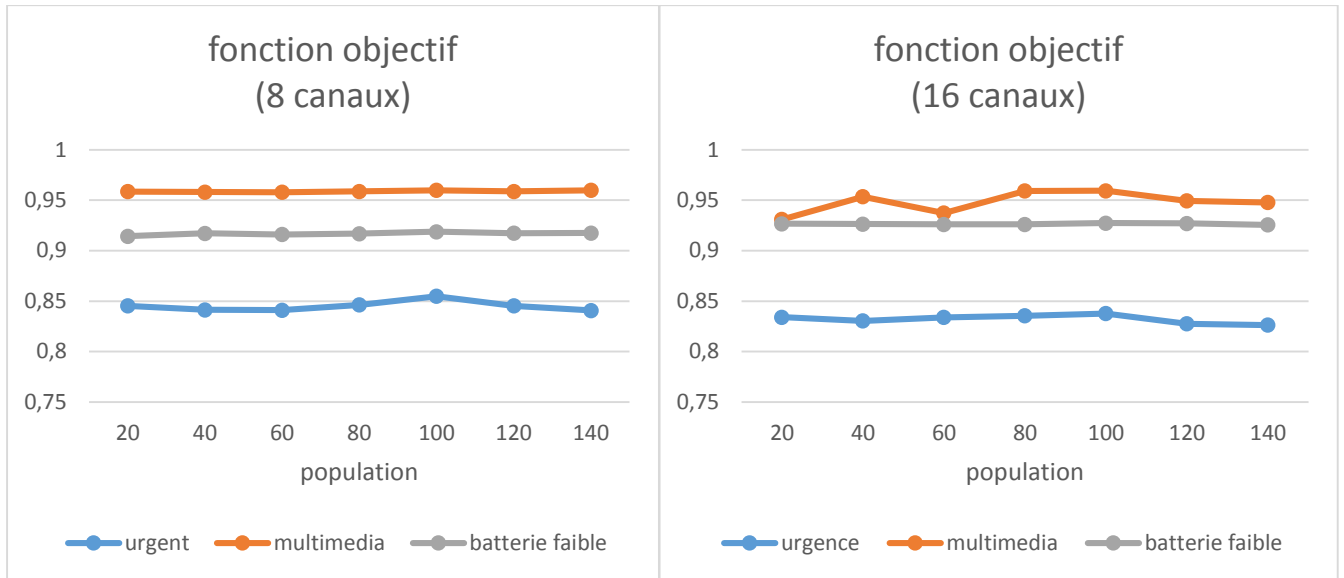 fonction objectif
(8 canaux)
1
0,95
0,9
0,85
0,8
0,75
20 40 60 80 100 120 140
population
urgent multimedia batterie faible
fonction objectif
(16 canaux)
1
0,95
0,9
0,85
0,8
0,75
20 40 60 80 100 120 140
population
urgence multimedia batterie faible